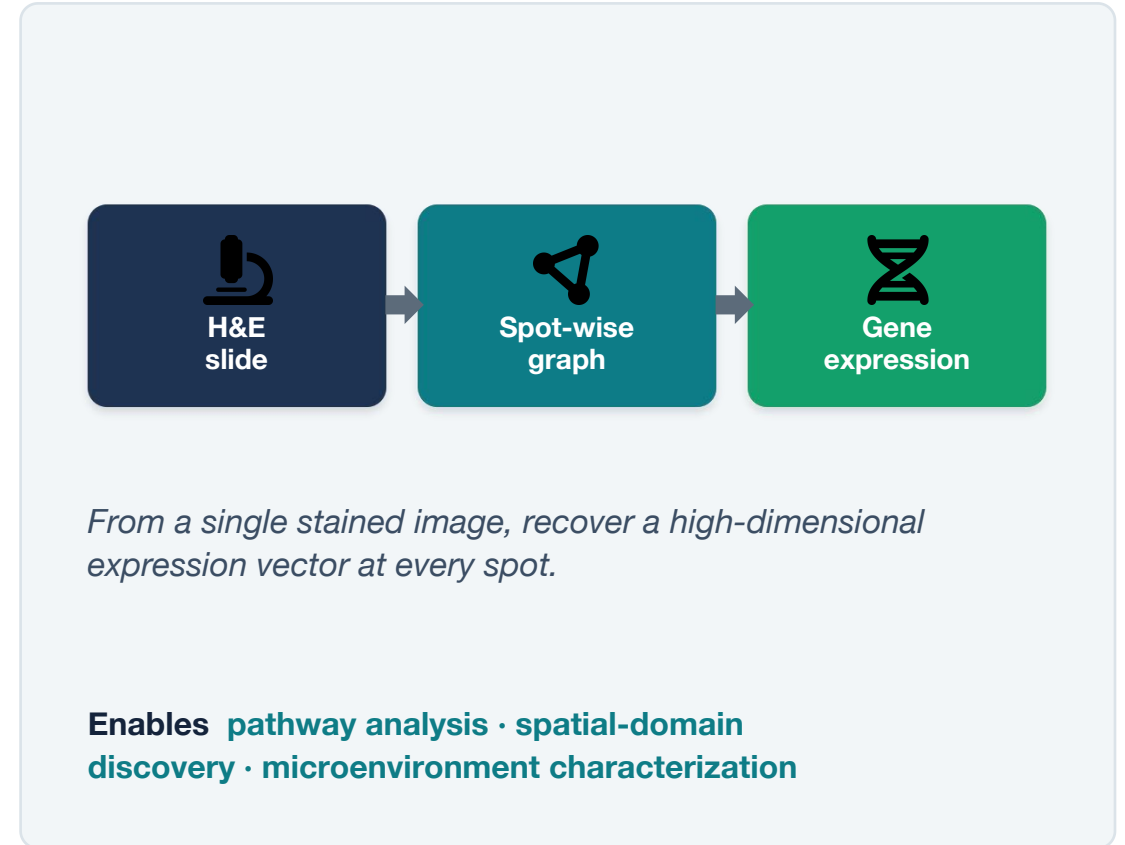 H&E
slide
Spot-wise
graph
Gene
expression
From a single stained image, recover a high-dimensional
expression vector at every spot.
Enables pathway analysis · spatial-domain
discovery · microenvironment characterization